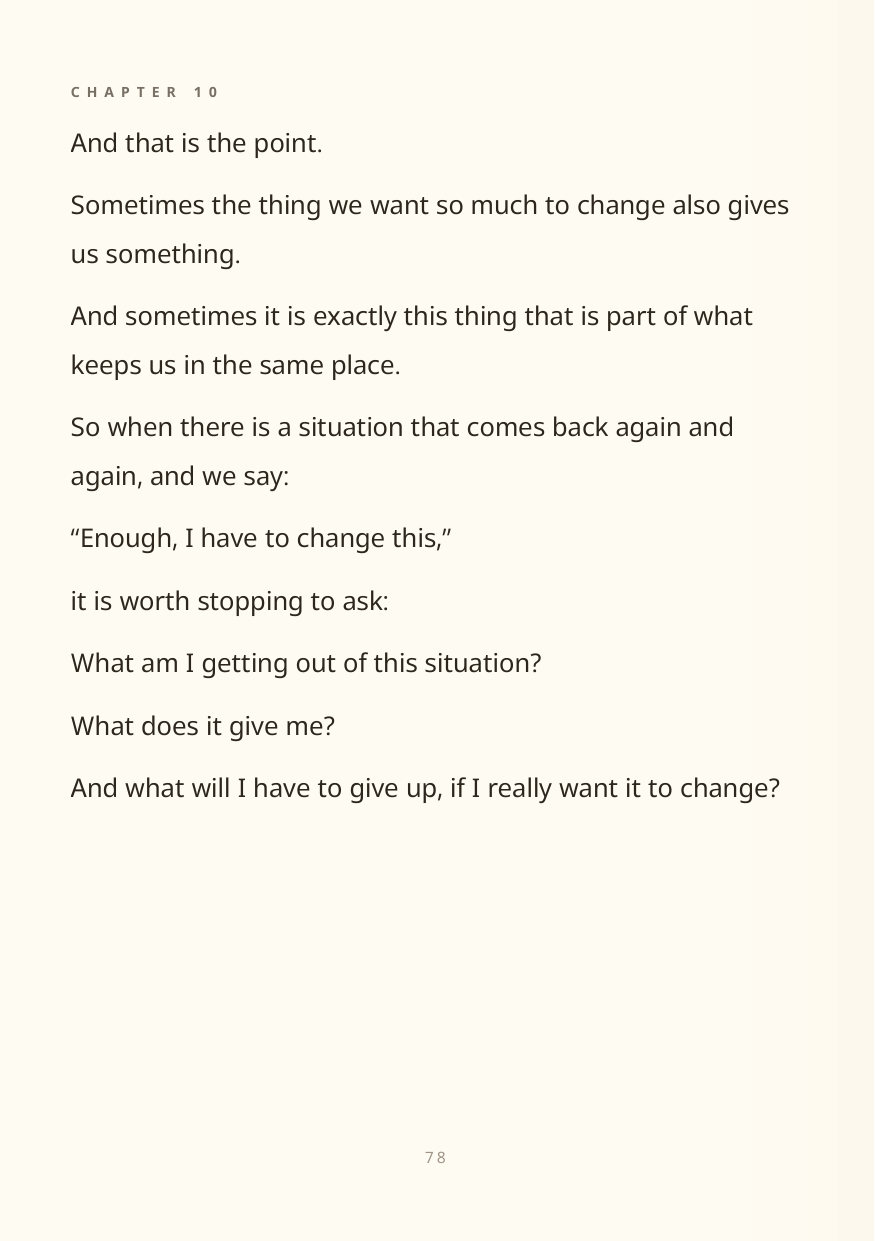 CHAPTER 10
And that is the point.
Sometimes the thing we want so much to change also gives
us something.
And sometimes it is exactly this thing that is part of what
keeps us in the same place.
So when there is a situation that comes back again and
again, and we say:
“Enough, I have to change this,”
it is worth stopping to ask:
What am I getting out of this situation?
What does it give me?
And what will I have to give up, if I really want it to change?
78